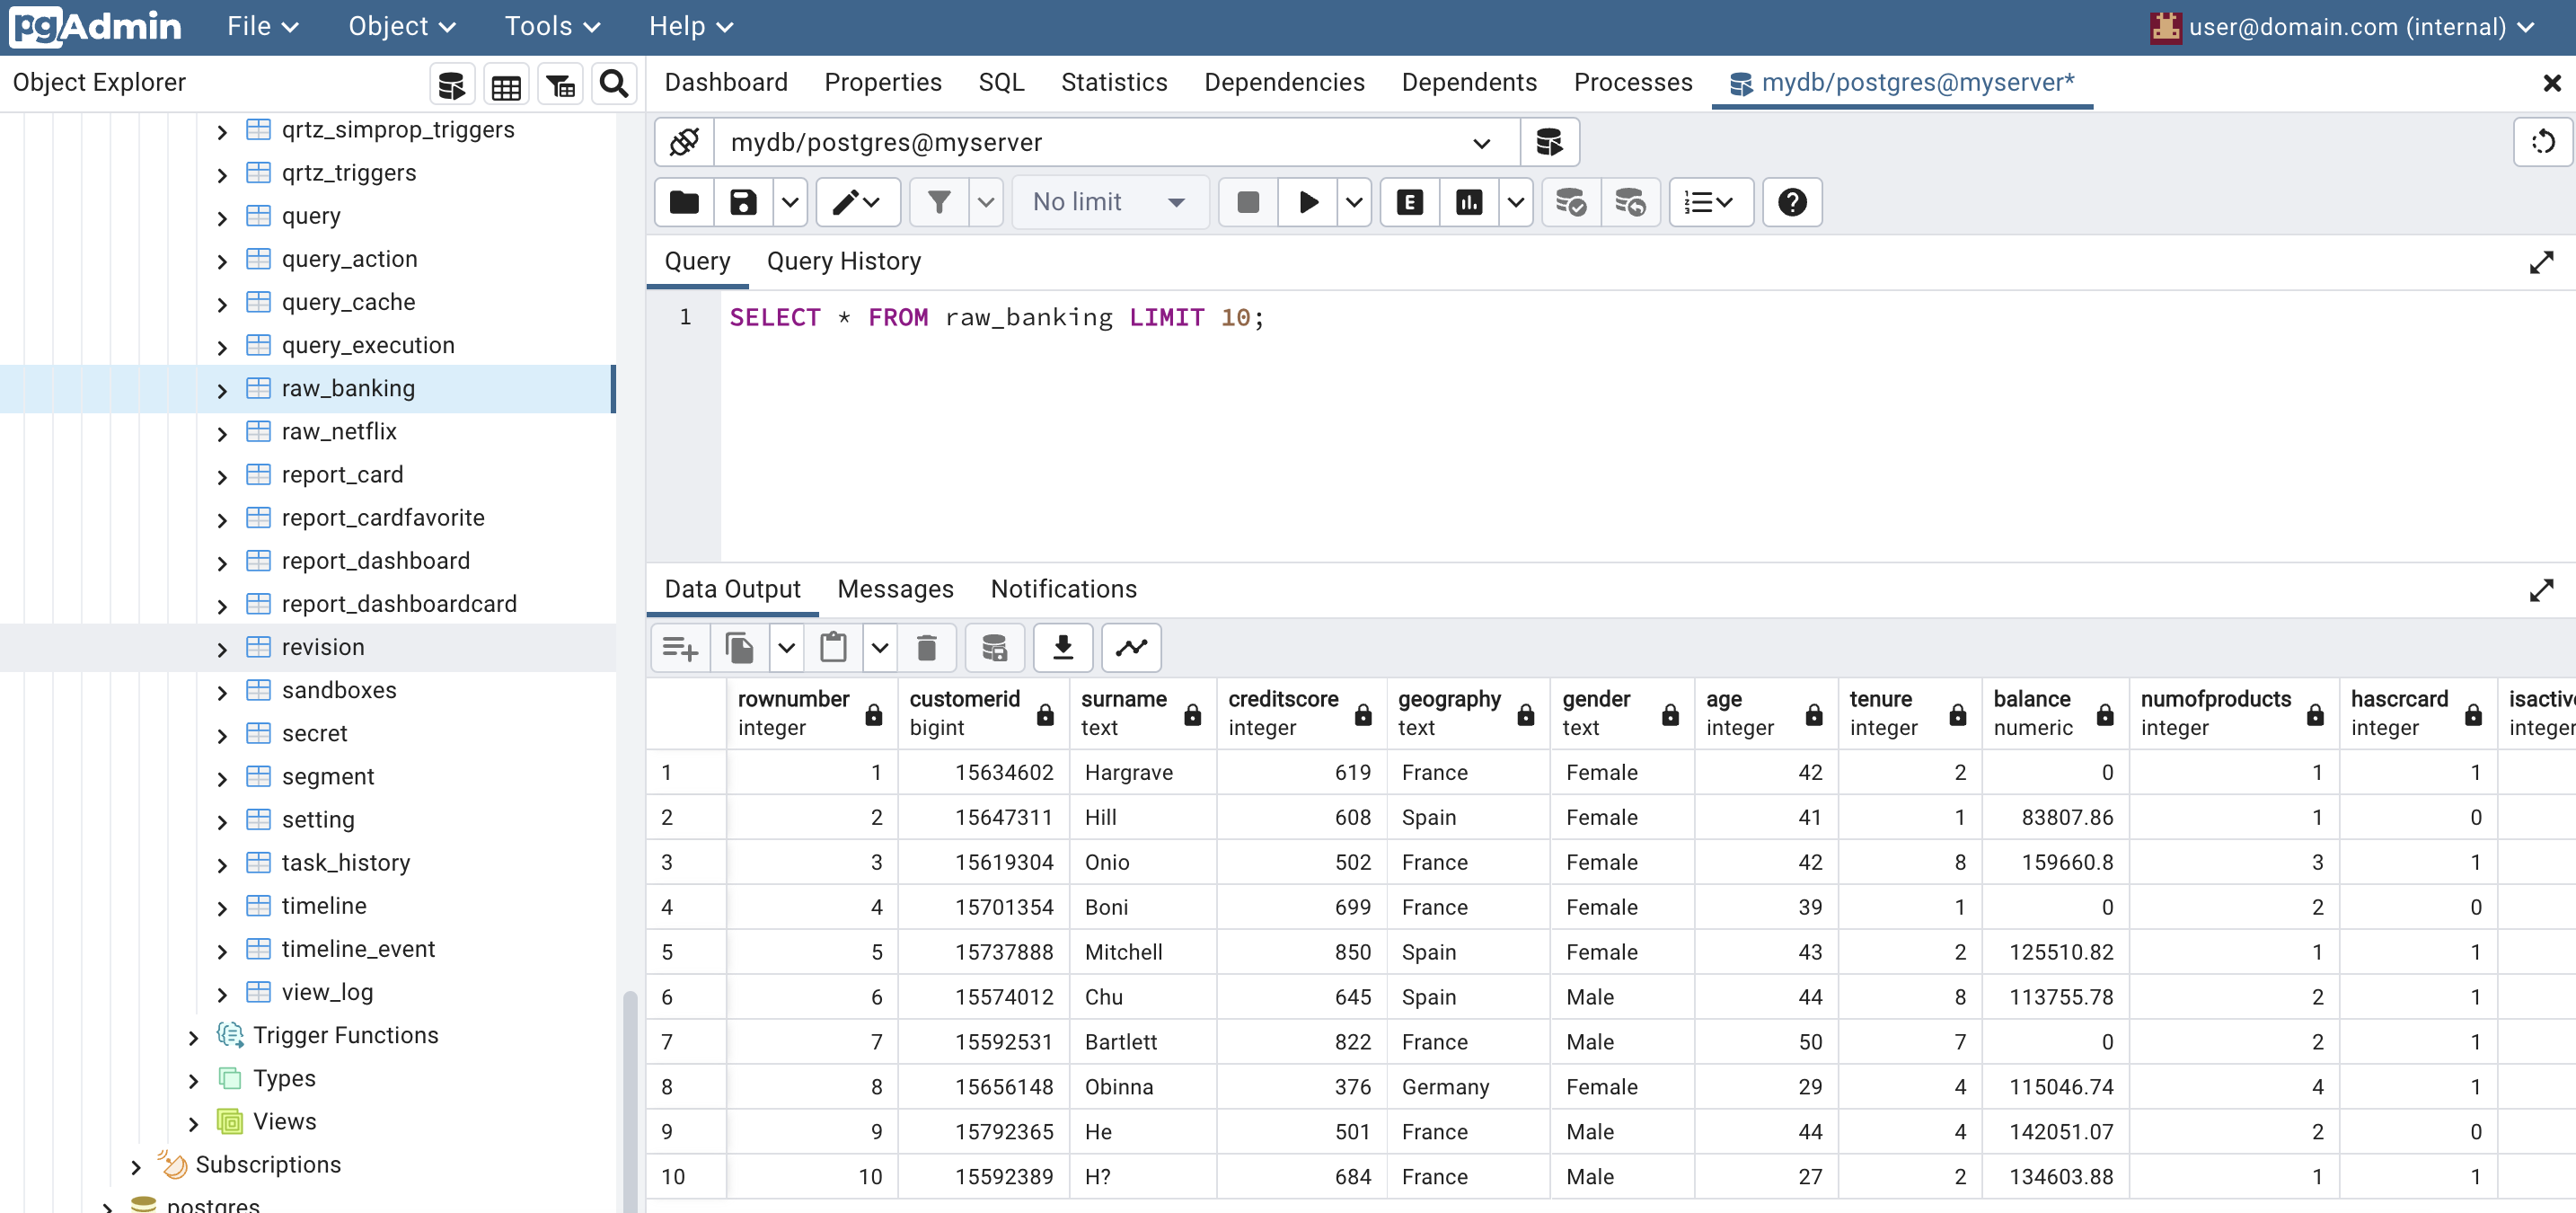 pgAdmin File Object Tools Help user@domain.com (internal)
Object Explorer
Dashboard Properties SQL Statistics Dependencies Dependents Processes mydb/postgres@myserver*
qrtz_simprop_triggers
qrtz_triggers
query
query_action
query_cache
query_execution
raw_banking
raw_netflix
report_card
report_cardfavorite
report_dashboard
report_dashboardcard
revision
sandboxes
secret
segment
setting
task_history
timeline
timeline_event
view_log
Trigger Functions
Types
Views
Subscriptions
postgres
mydb/postgres@myserver
No limit E
Query Query History
1 SELECT * FROM raw_banking LIMIT 10;
Data Output Messages Notifications
rownumber customerid surname creditscore geography gender age tenure balance numofproducts hascrcard isactive
integer bigint text integer text text integer integer numeric integer integer integer
1 1 15634602 Hargrave 619 France Female 42 2 0 1 1
2 2 15647311 Hill 608 Spain Female 41 1 83807.86 1 0
3 3 15619304 Onio 502 France Female 42 8 159660.8 3 1
4 4 15701354 Boni 699 France Female 39 1 0 2 0
5 5 15737888 Mitchell 850 Spain Female 43 2 125510.82 1 1
6 6 15574012 Chu 645 Spain Male 44 8 113755.78 2 1
7 7 15592531 Bartlett 822 France Male 50 7 0 2 1
8 8 15656148 Obinna 376 Germany Female 29 4 115046.74 4 1
9 9 15792365 He 501 France Male 44 4 142051.07 2 0
10 10 15592389 H? 684 France Male 27 2 134603.88 1 1